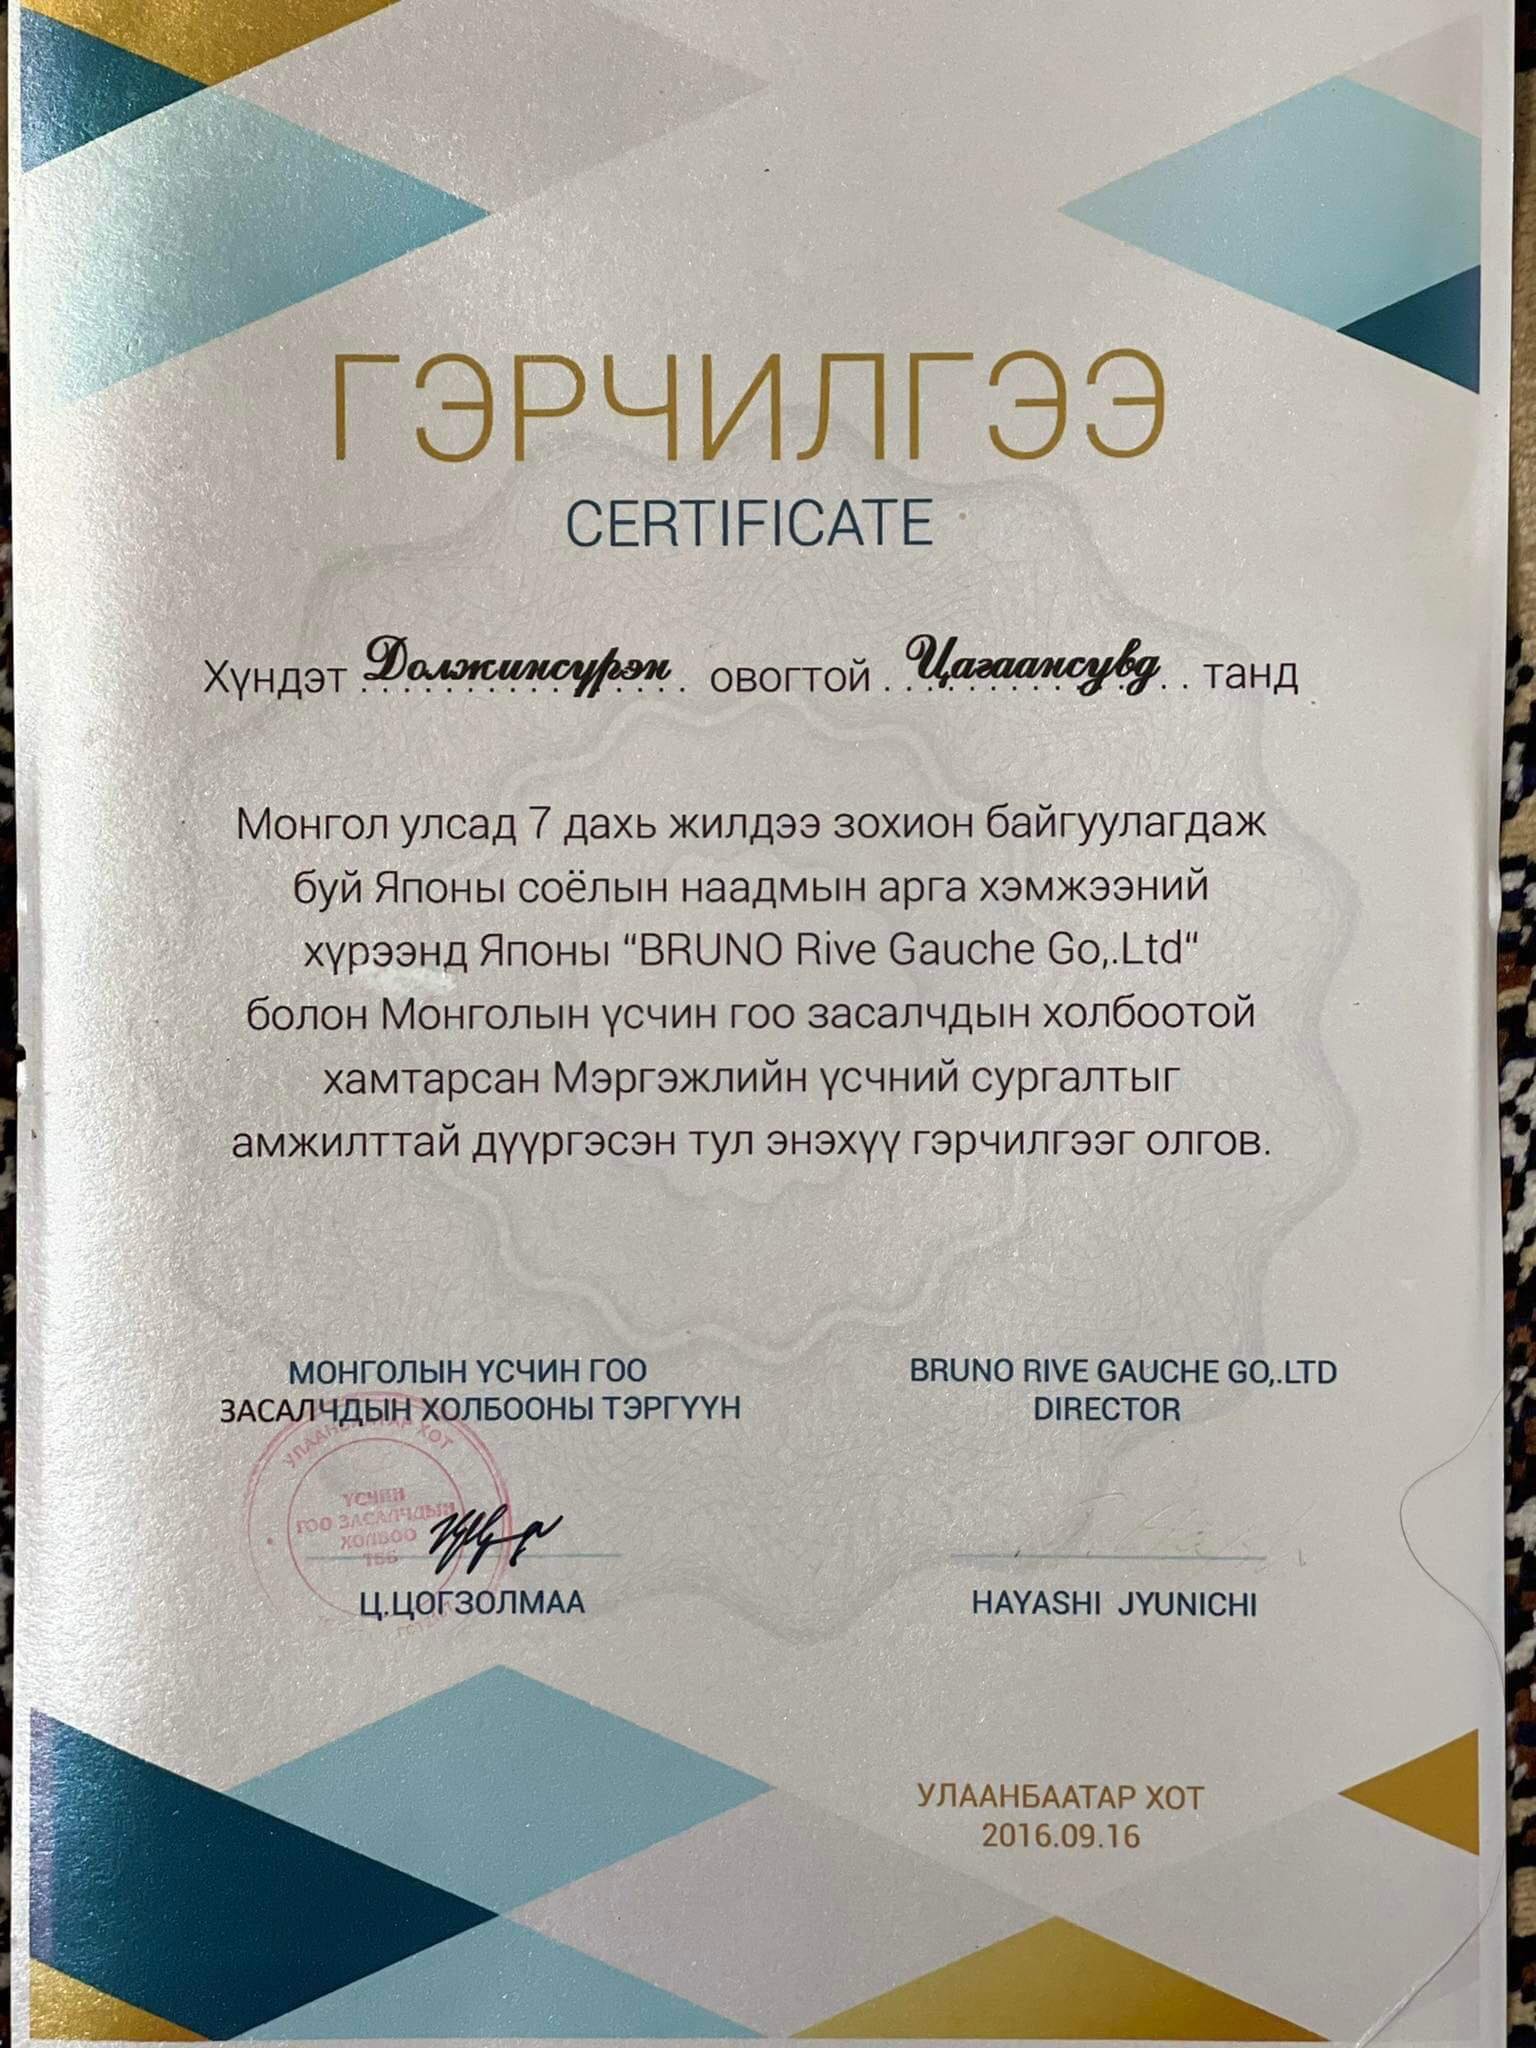 ГЭРЧИЛГЭЭ
CERTIFICATE
Хүндэт Должинсүрэн овогтой Цагаансувд танд
Монгол улсад 7 дахь жилдээ зохион байгуулагдаж
буй Японы соёлын наадмын арга хэмжээний
хүрээнд Японы “BRUNO Rive Gauche Go,.Ltd“
болон Монголын үсчин гоо засалчдын холбоотой
хамтарсан Мэргэжлийн үсчний сургалтыг
амжилттай дүүргэсэн тул энэхүү гэрчилгээг олгов.
МОНГОЛЫН ҮСЧИН ГОО
ЗАСАЛЧДЫН ХОЛБООНЫ ТЭРГҮҮН
УЛААНБААТАР ХОТ
ҮСЧИН
ГОО ЗАСАЛЧДЫН
ХОЛБОО
ТББ
Ц.ЦОГЗОЛМАА
BRUNO RIVE GAUCHE GO,.LTD
DIRECTOR
HAYASHI JYUNICHI
УЛААНБААТАР ХОТ
2016.09.16